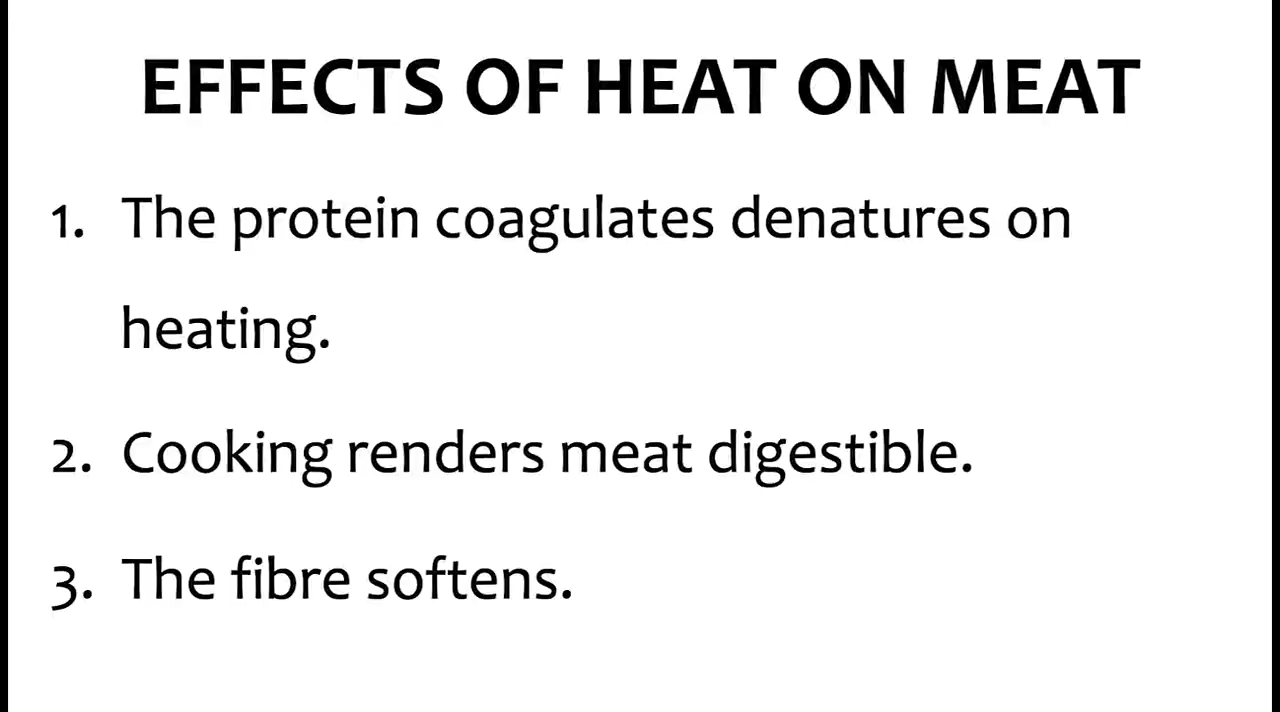 EFFECTS OF HEAT ON MEAT
1. The protein coagulates denatures on
heating.
2. Cooking renders meat digestible.
3. The fibre softens.